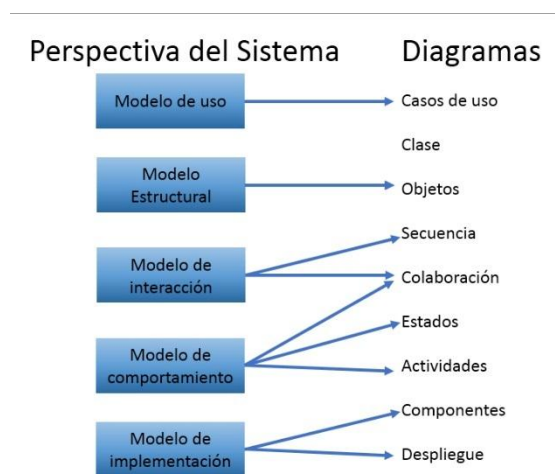 Perspectiva del Sistema
Diagramas
Modelo de uso
Casos de uso
Clase
Modelo
Estructural
Objetos
Secuencia
Modelo de
interacción
Colaboración
Estados
Modelo de
comportamiento
Actividades
Componentes
Modelo de
implementación
Despliegue